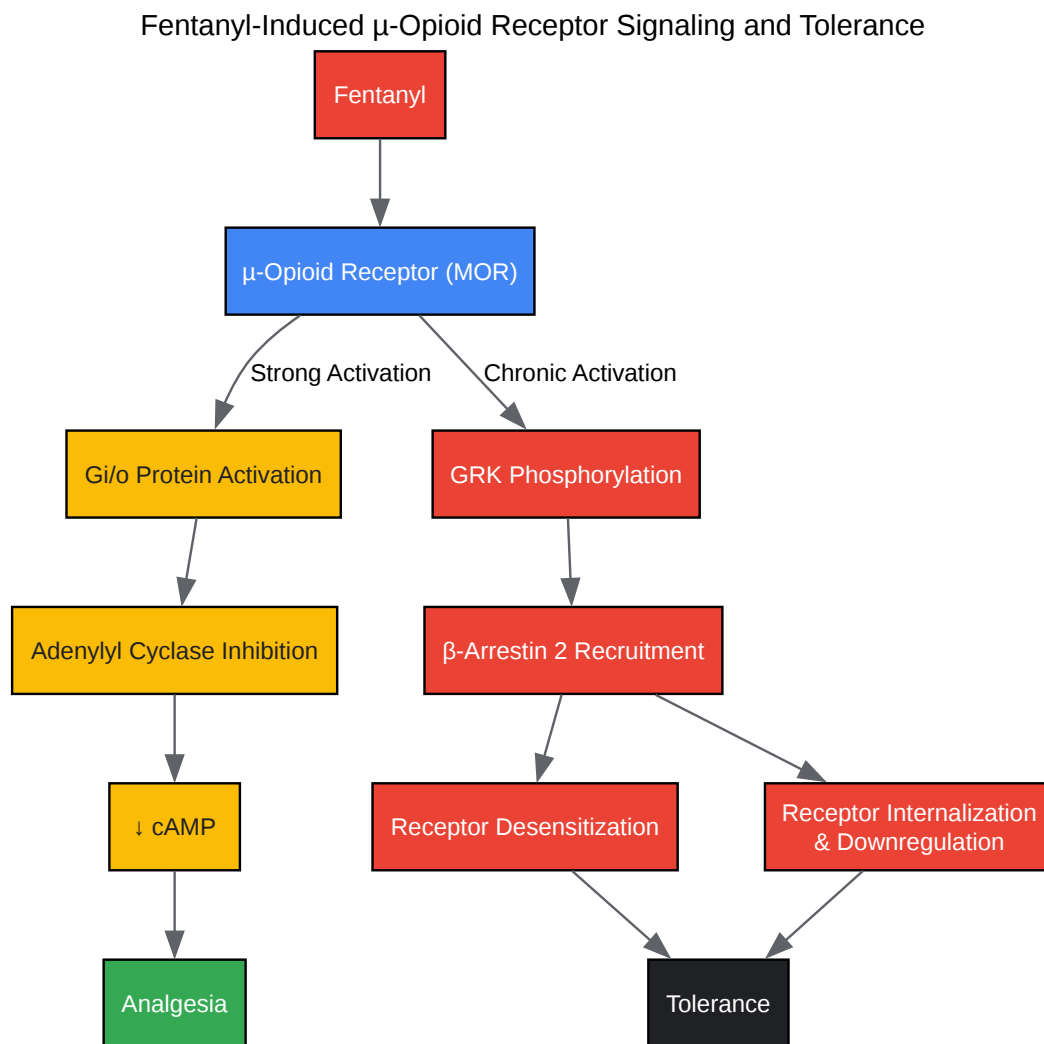 Fentanyl-Induced µ-Opioid Receptor Signaling and Tolerance
Fentanyl
µ-Opioid Receptor (MOR)
Strong Activation
Chronic Activation
Gi/o Protein Activation
GRK Phosphorylation
Adenylyl Cyclase Inhibition
β-Arrestin 2 Recruitment
↓ cAMP
Receptor Desensitization
Receptor Internalization
& Downregulation
Analgesia
Tolerance